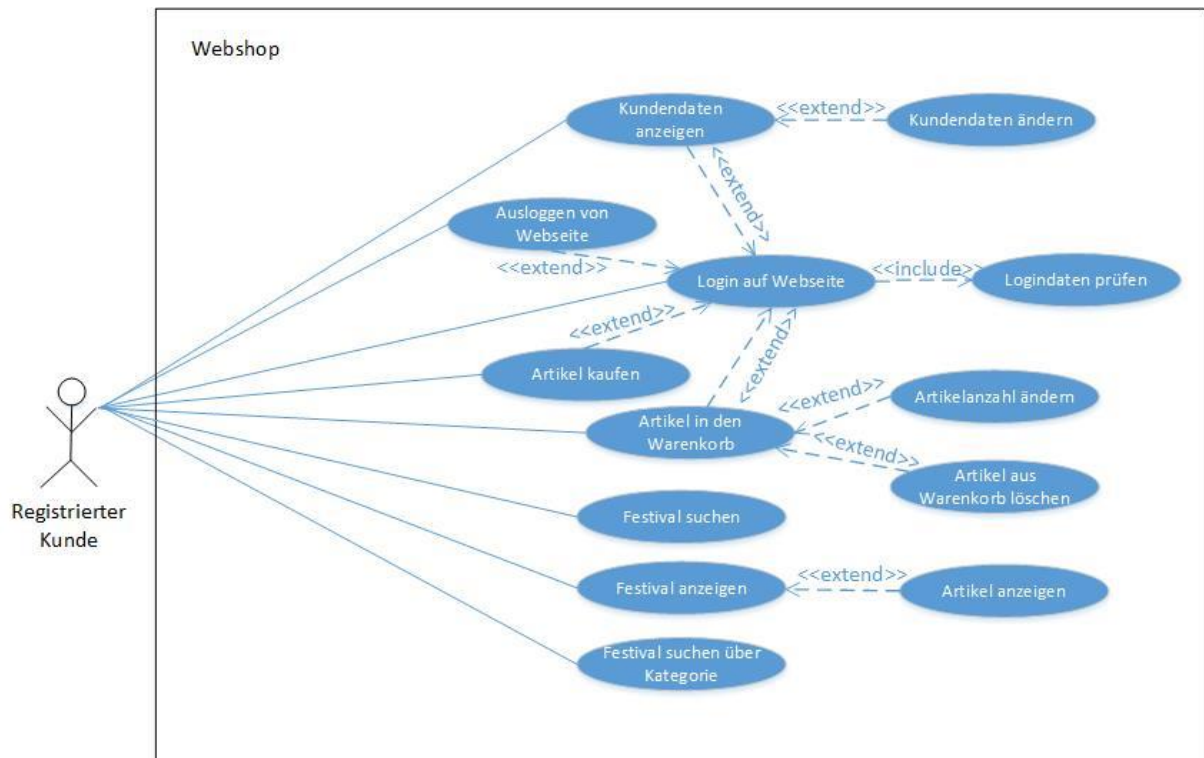 Webshop
Kundendaten
anzeigen
<<extend>>
Kundendaten ändern
<<extend>>
Ausloggen von
Webseite
<<extend>>
Login auf Webseite
<<include>>
Logindaten prüfen
<<extend>>
<<extend>>
Artikel kaufen
Artikel in den
Warenkorb
<<extend>>
Artikelanzahl ändern
<<extend>>
Artikel aus
Warenkorb löschen
Registrierter
Kunde
Festival suchen
Festival anzeigen
<<extend>>
Artikel anzeigen
Festival suchen über
Kategorie